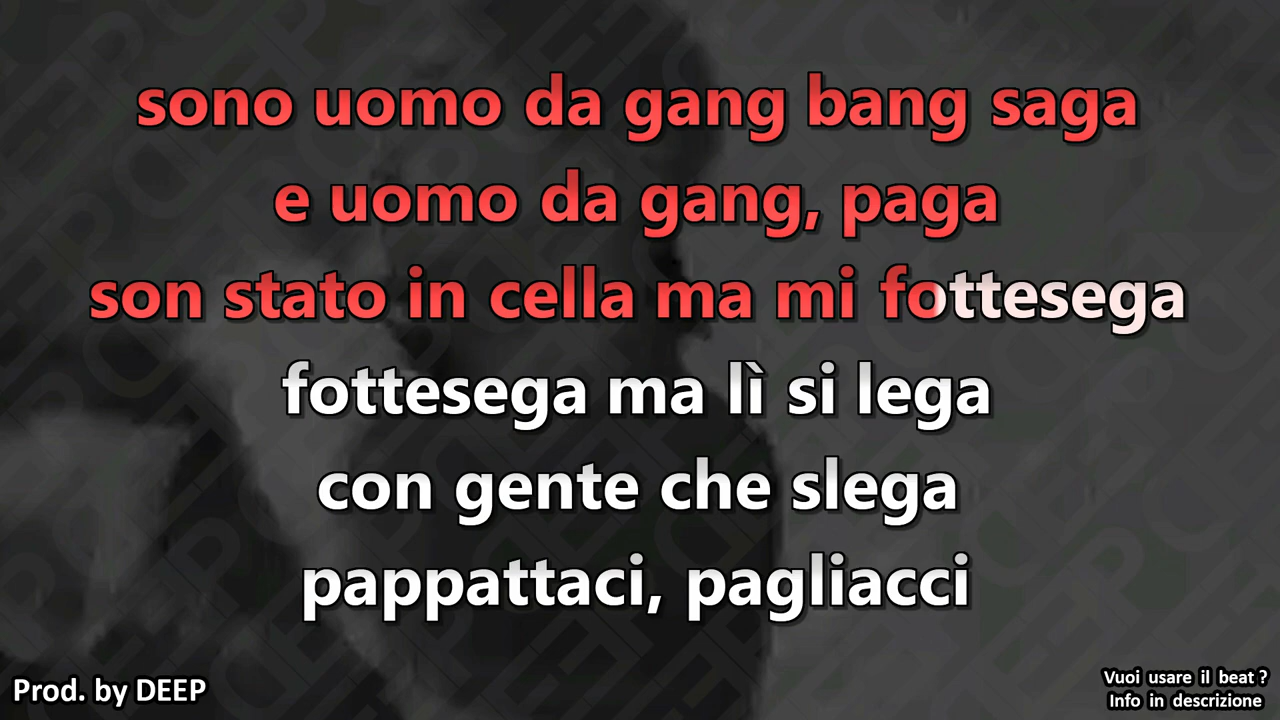 sono uomo da gang bang saga
e uomo da gang, paga
son stato in cella ma mi fottesega
fottesega ma lì si lega
con gente che slega
pappattaci, pagliacci
Prod. by DEEP
Vuoi usare il beat ?
Info in descrizione